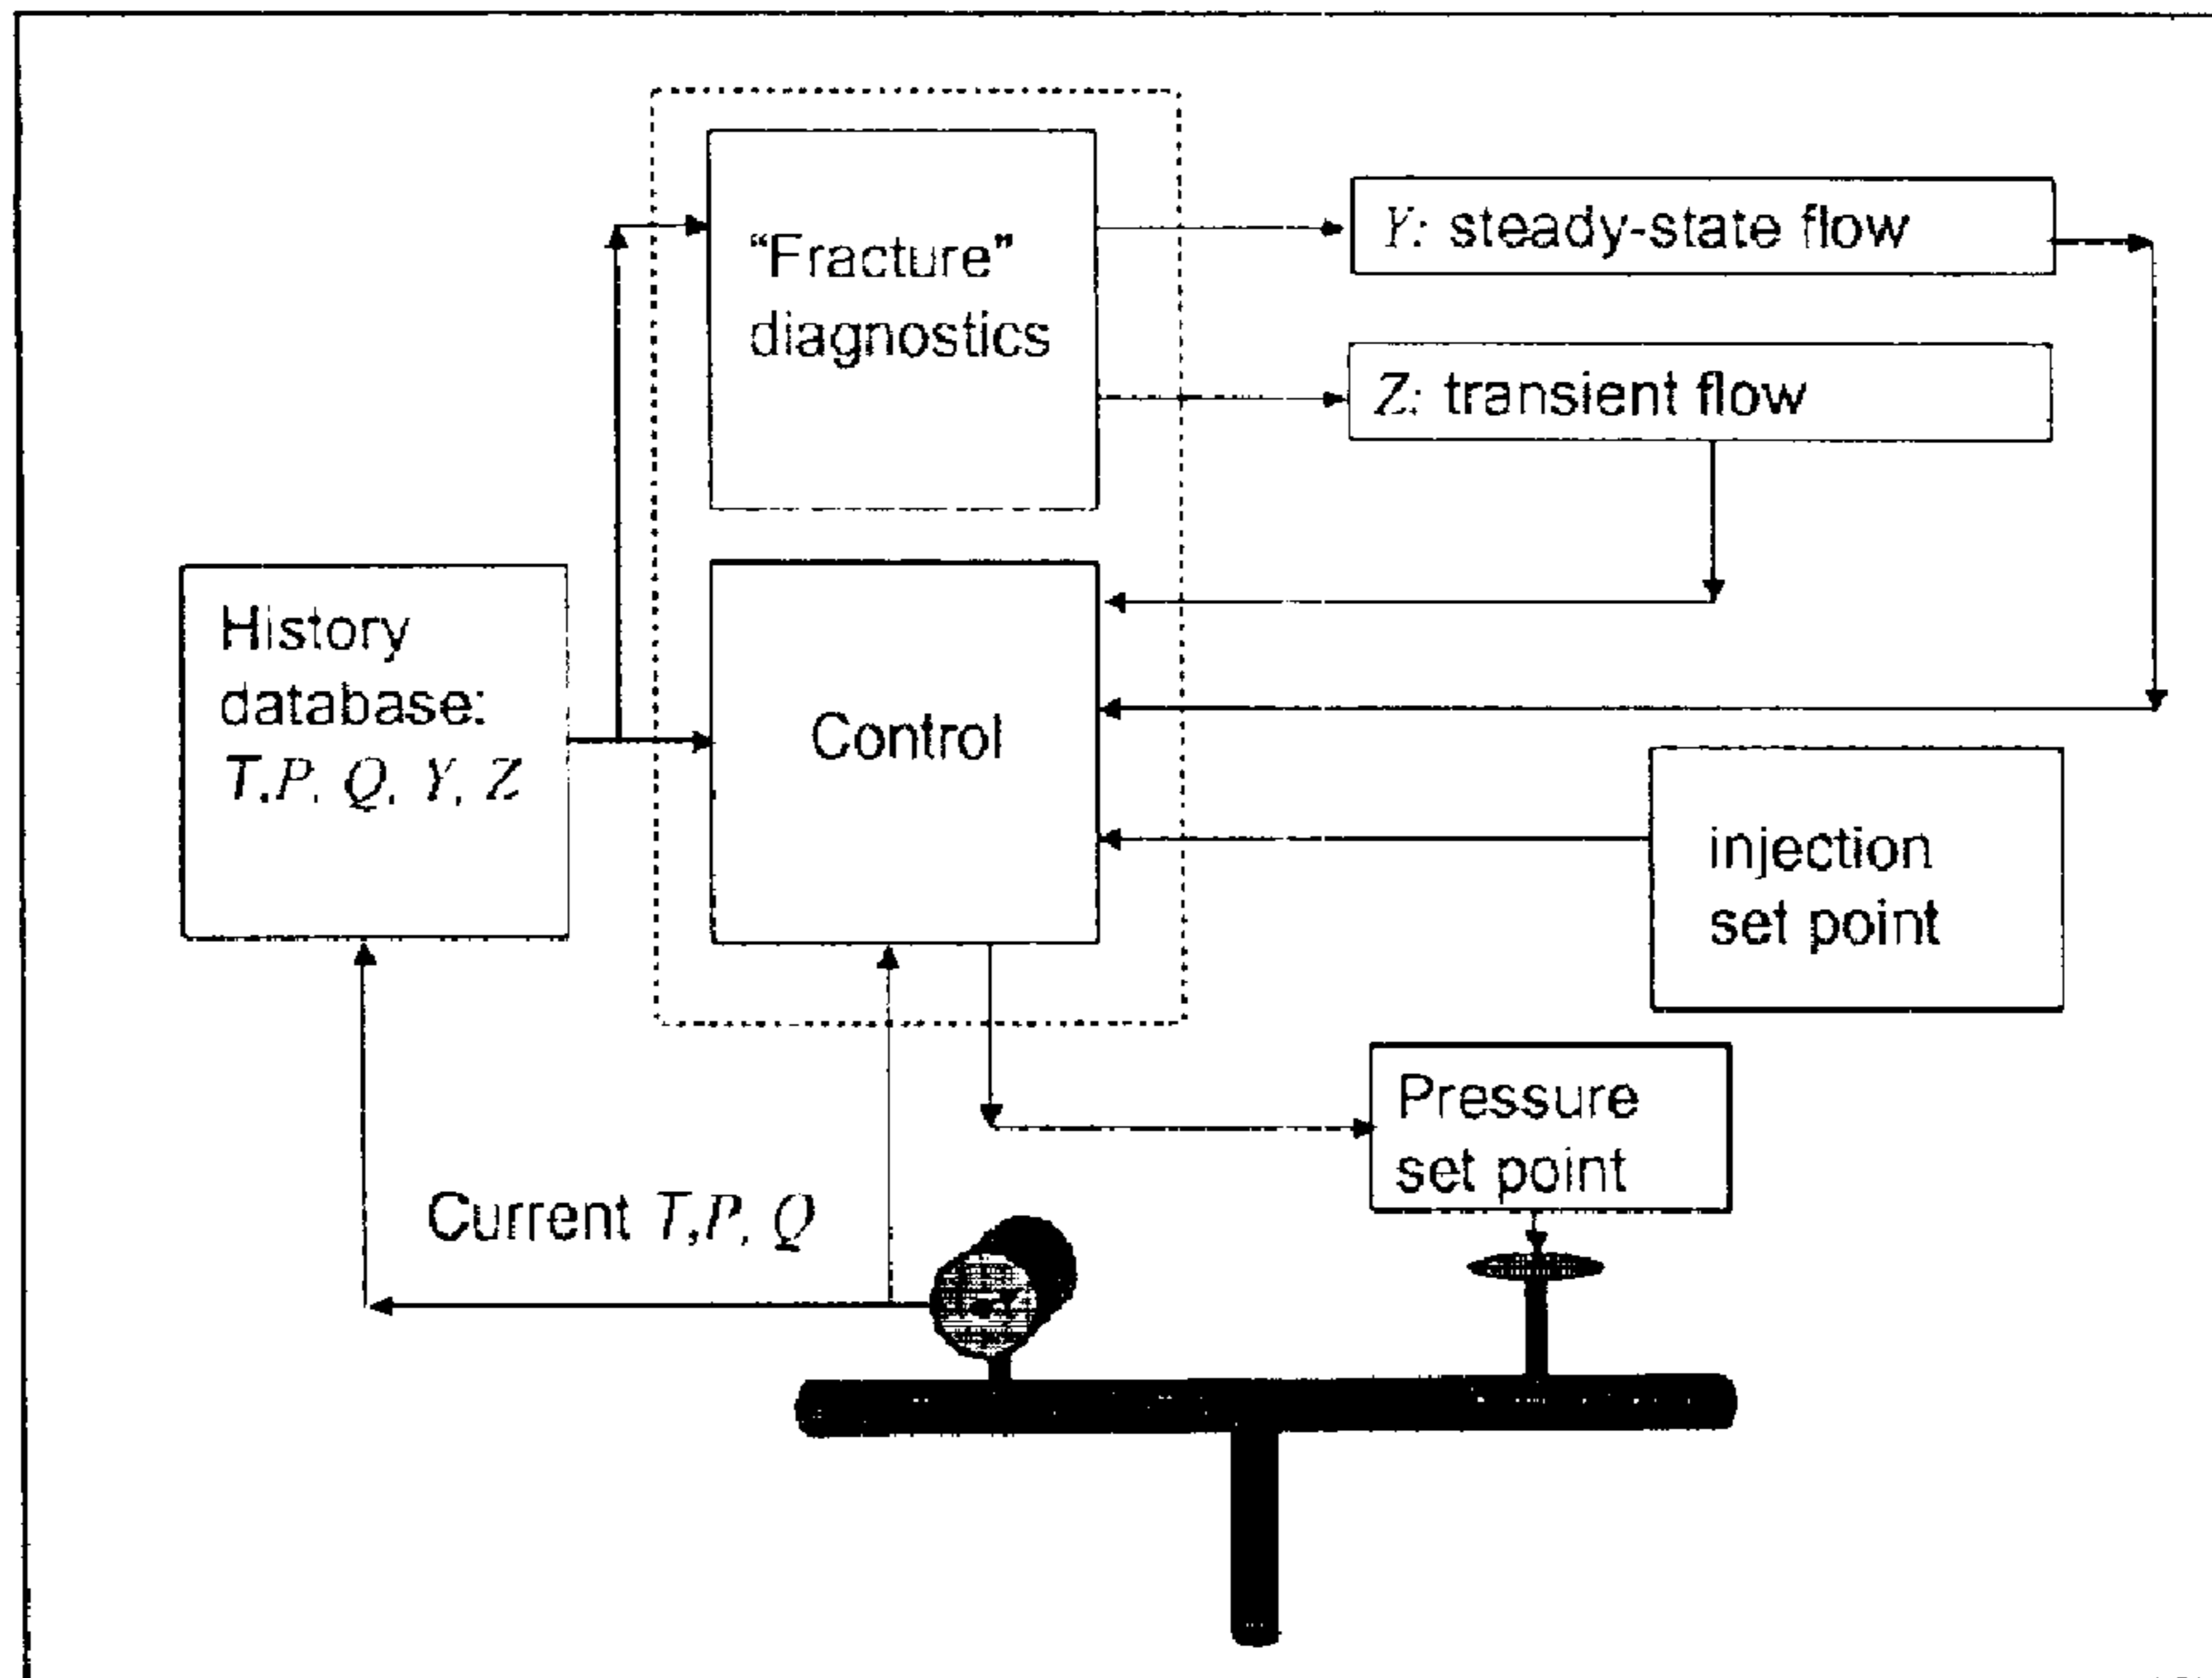 “Fracture”
diagnostics
Y: steady-state flow
Z: transient flow
History
database:
T,P, Q, Y, Z
Control
injection
set point
Pressure
set point
Current T,P, Q